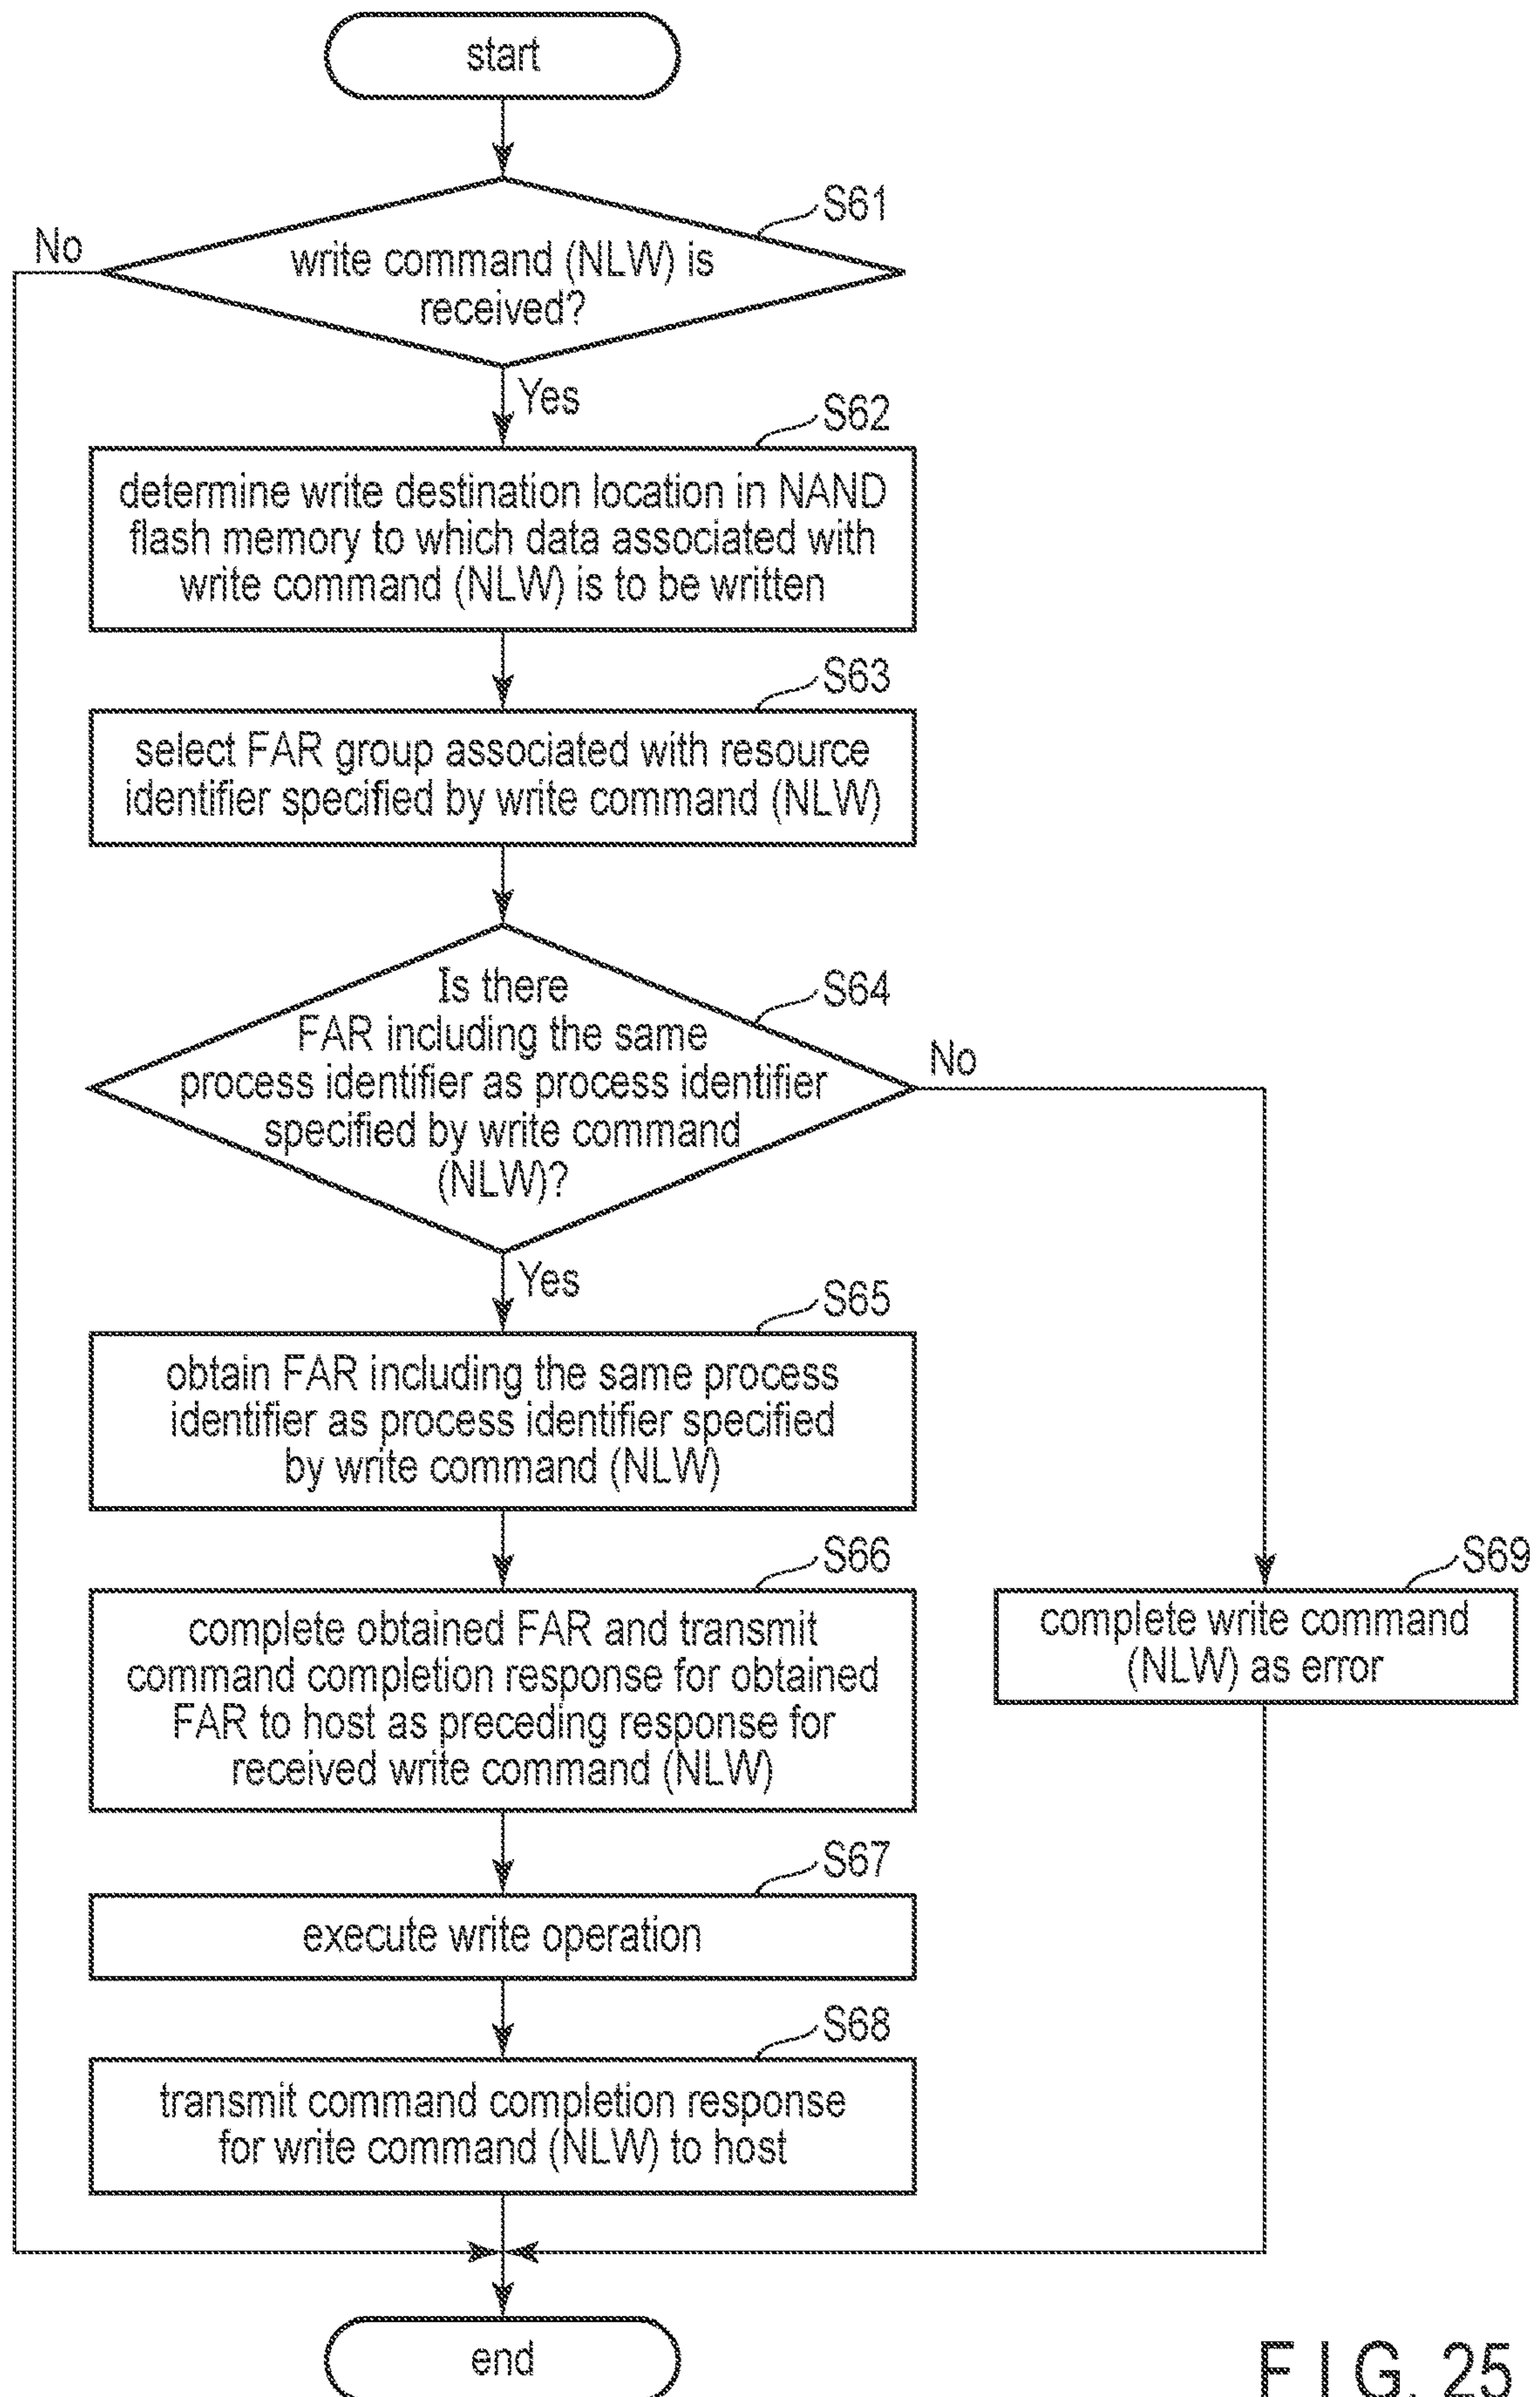 start
S61
No
write command (NLW) is
received?
Yes
S62
determine write destination location in NAND
flash memory to which data associated with
write command (NLW) is to be written
S63
select FAR group associated with resource
identifier specified by write command (NLW)
S64
Is there
FAR including the same
process identifier as process identifier
specified by write command
(NLW)?
No
Yes
S65
obtain FAR including the same process
identifier as process identifier specified
by write command (NLW)
S66
complete obtained FAR and transmit
command completion response for obtained
FAR to host as preceding response for
received write command (NLW)
S69
complete write command
(NLW) as error
S67
execute write operation
S68
transmit command completion response
for write command (NLW) to host
end
FIG. 25